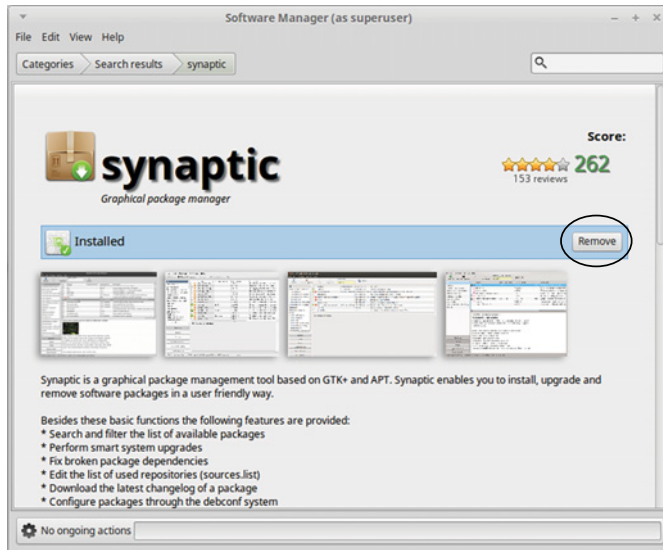 Software Manager (as superuser)
File Edit View Help
Categories Search results synaptic
Score:
synaptic
262
153 reviews
Graphical package manager
Installed
Remove
Synaptic is a graphical package management tool based on GTK+ and APT. Synaptic enables you to install, upgrade and
remove software packages in a user friendly way.
Besides these basic functions the following features are provided:
* Search and filter the list of available packages
* Perform smart system upgrades
* Fix broken package dependencies
* Edit the list of used repositories (sources.list)
* Download the latest changelog of a package
* Configure packages through the debconf system
No ongoing actions